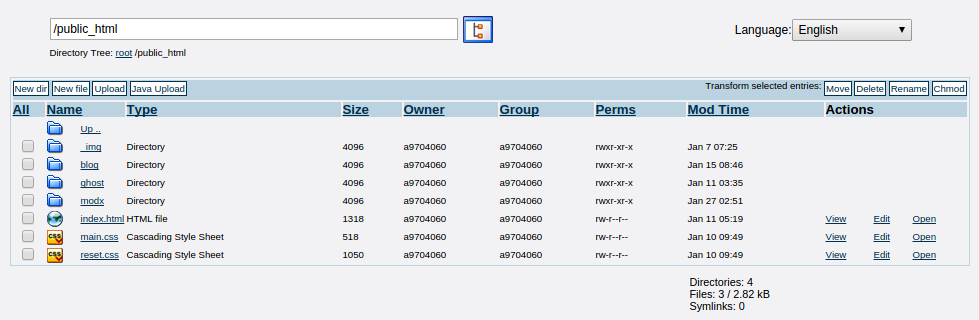 /public_html
Language: English
Directory Tree: root /public_html
New dir New file Upload Java Upload Transform selected entries: Move Delete Rename Chmod
All Name Type Size Owner Group Perms Mod Time Actions
Up ..
_img Directory 4096 a9704060 a9704060 rwxr-xr-x Jan 7 07:25
blog Directory 4096 a9704060 a9704060 rwxr-xr-x Jan 15 08:46
ghost Directory 4096 a9704060 a9704060 rwxr-xr-x Jan 11 03:35
modx Directory 4096 a9704060 a9704060 rwxr-xr-x Jan 27 02:51
index.html HTML file 1318 a9704060 a9704060 rw-r--r-- Jan 11 05:19 View Edit Open
CSS main.css Cascading Style Sheet 518 a9704060 a9704060 rw-r--r-- Jan 10 09:49 View Edit Open
CSS reset.css Cascading Style Sheet 1050 a9704060 a9704060 rw-r--r-- Jan 10 09:49 View Edit Open
Directories: 4
Files: 3 / 2.82 kB
Symlinks: 0